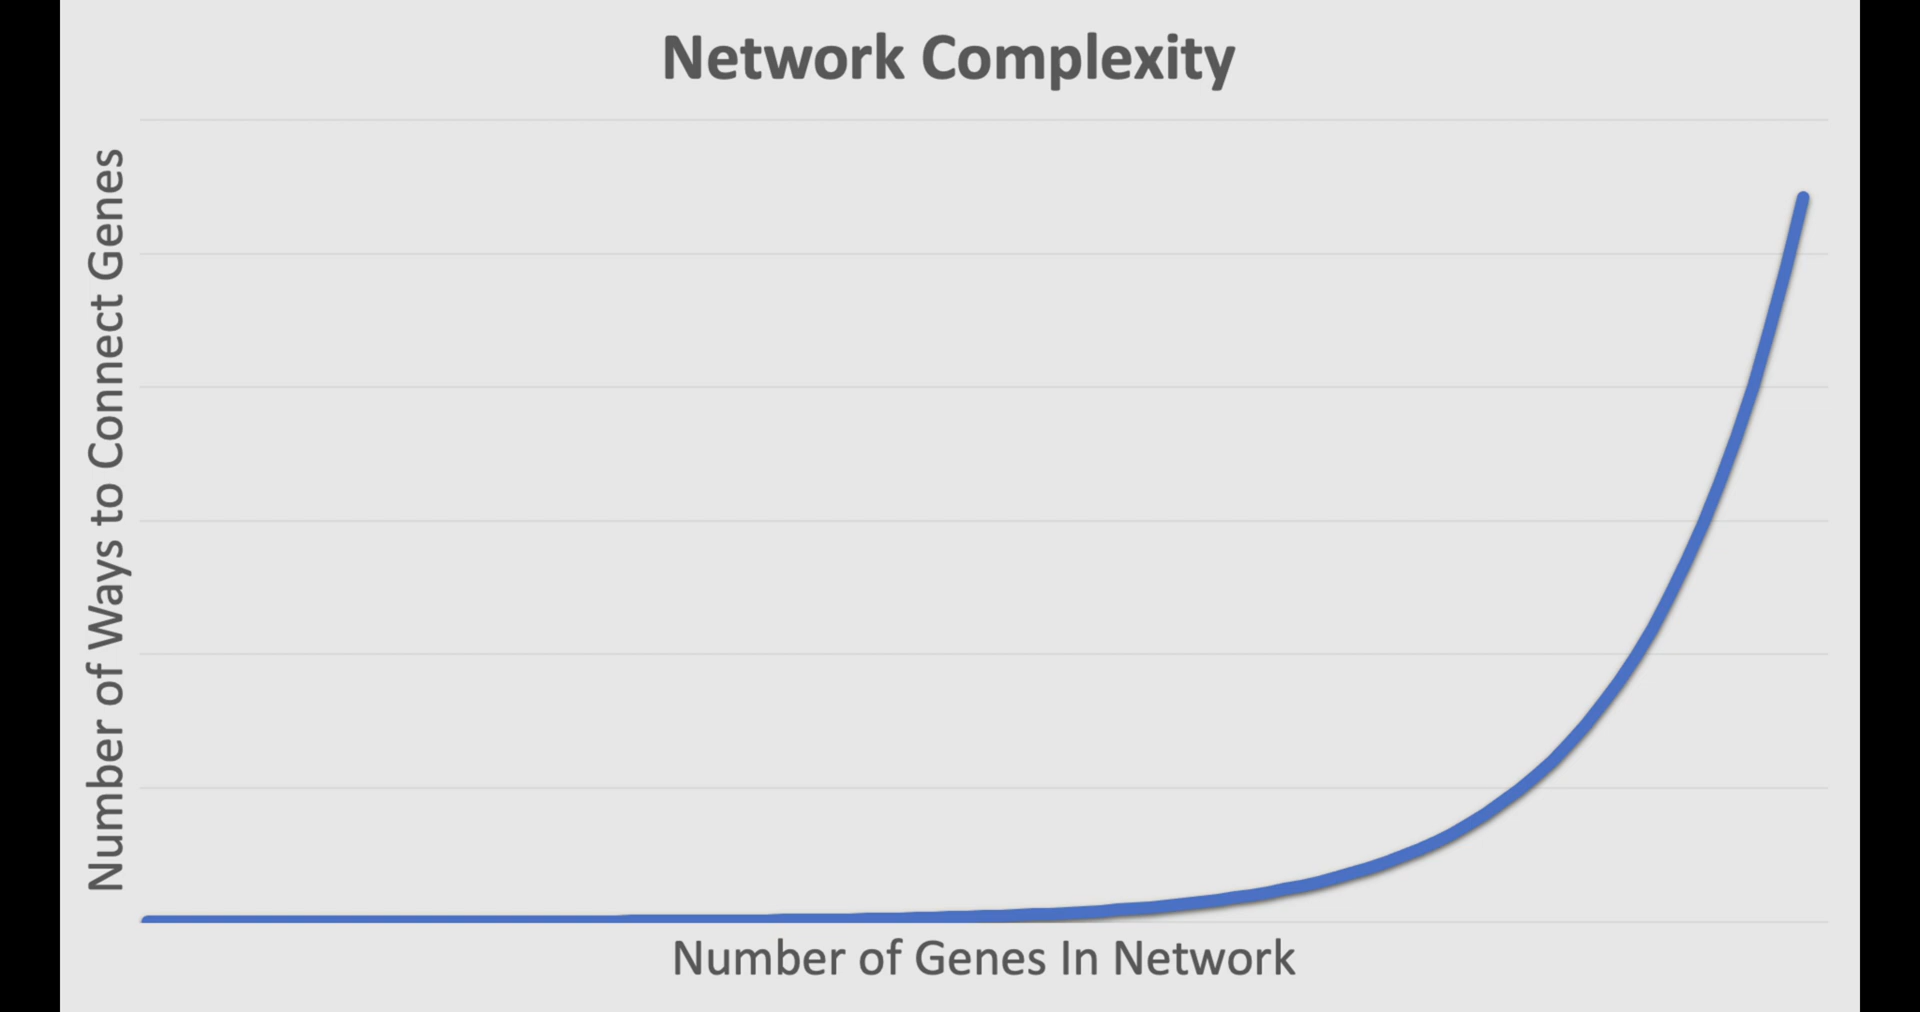 Network Complexity
Number of Ways to Connect Genes
Number of Genes In Network